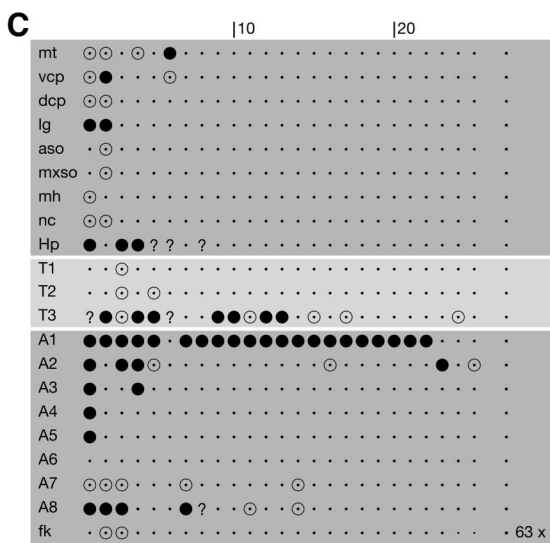 C
|10 |20
mt
vcp
dcp
lg
aso
mxso
mh
nc
Hp ? ? ?
T1
T2
T3 ? ?
A1
A2
A3
A4
A5
A6
A7
A8 ?
fk 63 x